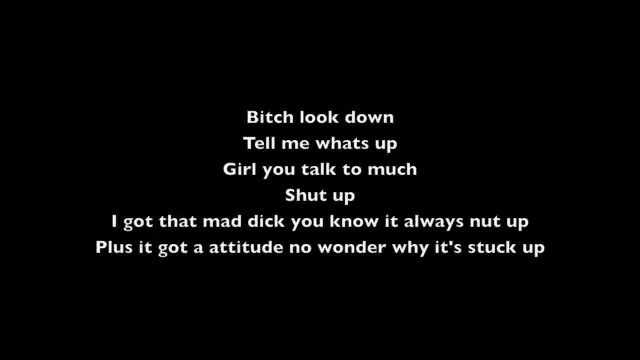 Bitch look down
Tell me whats up
Girl you talk to much
Shut up
I got that mad dick you know it always nut up
Plus it got a attitude no wonder why it's stuck up